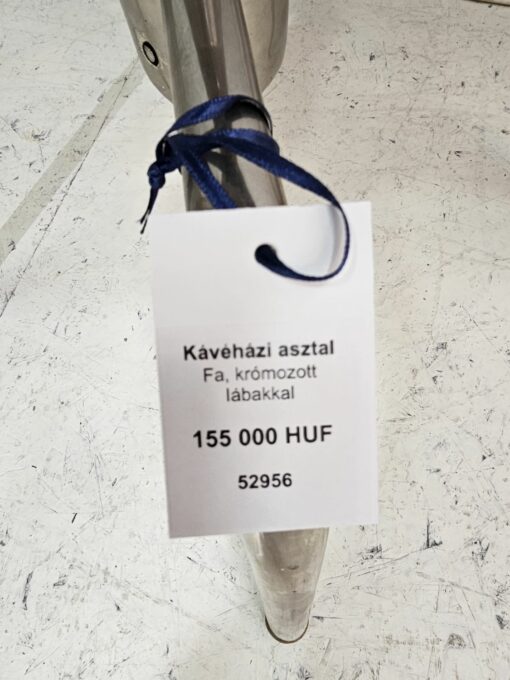 Kávéházi asztal
Fa, krómozott
lábakkal
155 000 HUF
52956